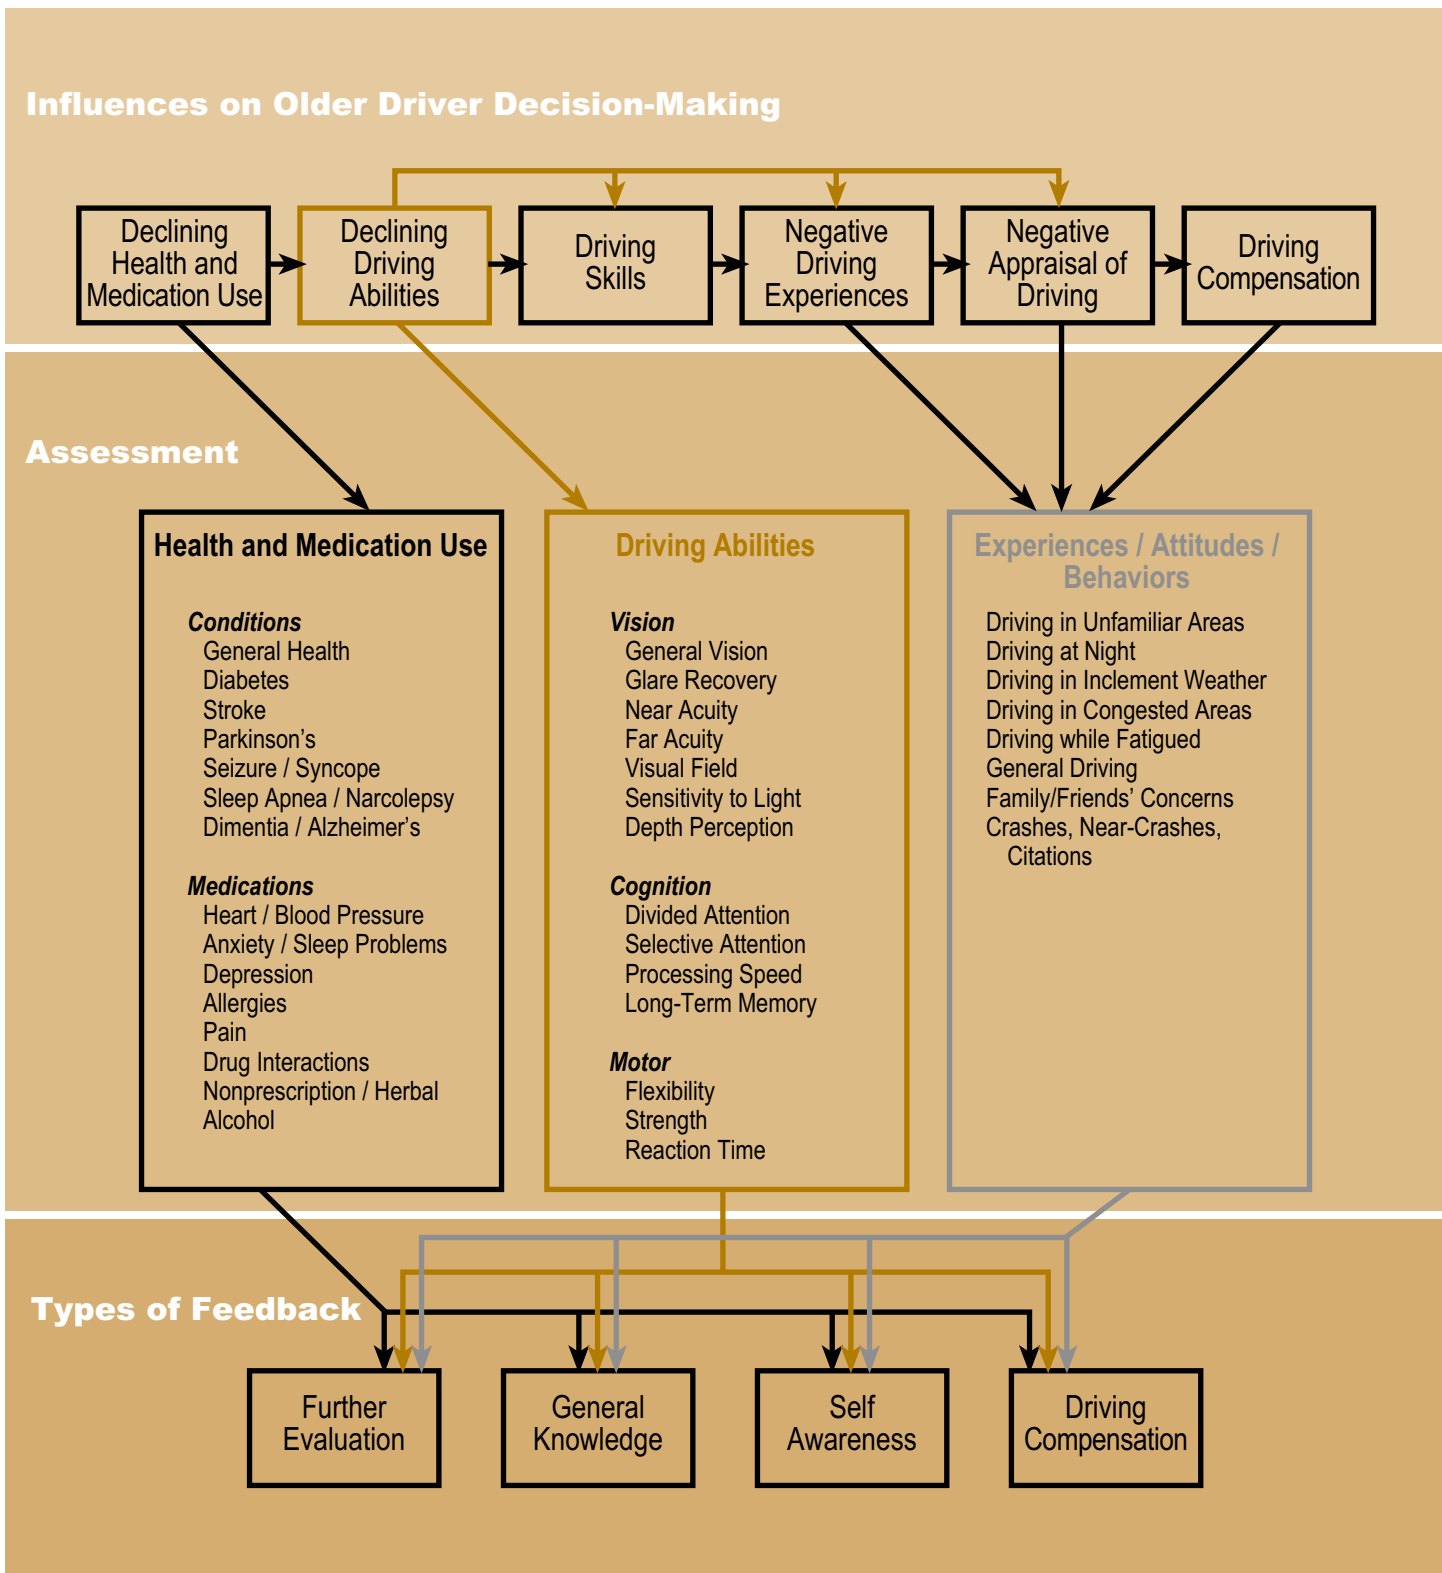 Influences on Older Driver Decision-Making
Declining
Health and
Medication Use
Declining
Driving
Abilities
Driving
Skills
Negative
Driving
Experiences
Negative
Appraisal of
Driving
Driving
Compensation
Assessment
Health and Medication Use
Conditions
General Health
Diabetes
Stroke
Parkinson’s
Seizure / Syncope
Sleep Apnea / Narcolepsy
Dimentia / Alzheimer’s
Medications
Heart / Blood Pressure
Anxiety / Sleep Problems
Depression
Allergies
Pain
Drug Interactions
Nonprescription / Herbal
Alcohol
Driving Abilities
Vision
General Vision
Glare Recovery
Near Acuity
Far Acuity
Visual Field
Sensitivity to Light
Depth Perception
Cognition
Divided Attention
Selective Attention
Processing Speed
Long-Term Memory
Motor
Flexibility
Strength
Reaction Time
Experiences / Attitudes /
Behaviors
Driving in Unfamiliar Areas
Driving at Night
Driving in Inclement Weather
Driving in Congested Areas
Driving while Fatigued
General Driving
Family/Friends’ Concerns
Crashes, Near-Crashes,
Citations
Types of Feedback
Further
Evaluation
General
Knowledge
Self
Awareness
Driving
Compensation